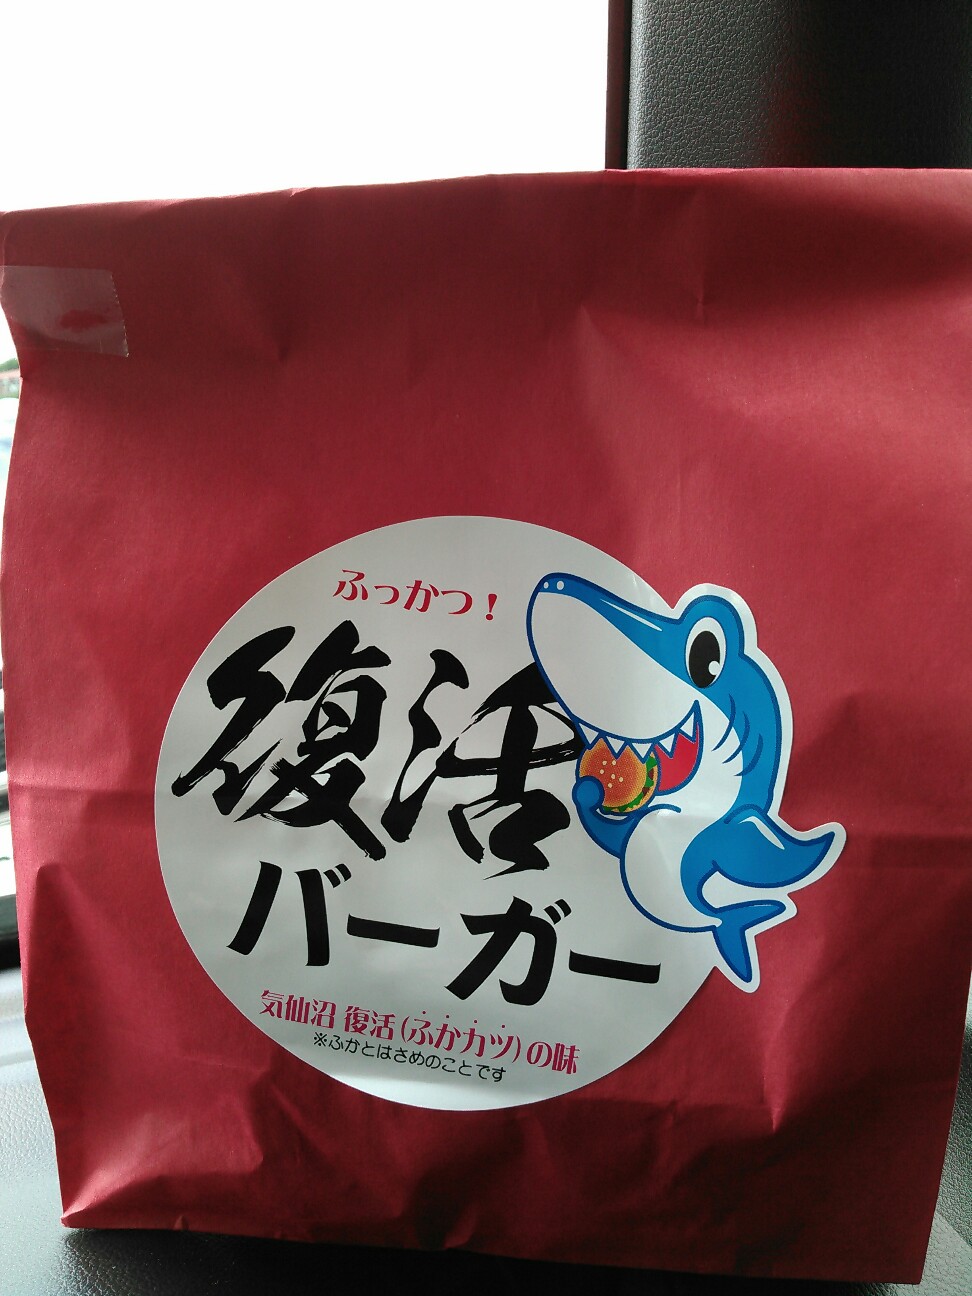 ふっかつ！
復活
バーガー
気仙沼 復活(ふかカツ)の味
※ふかとはさめのことです